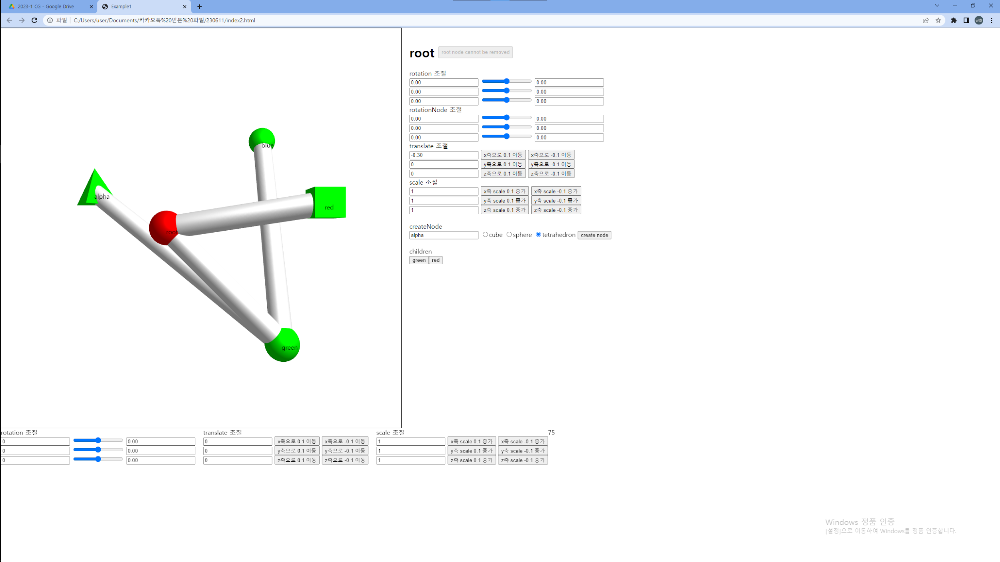 2023-1 CG - Google Drive
Example1
파일
C:/Users/user/Documents/카카오톡%20받은%20파일/230611/index2.html
근호
root
root node cannot be removed
rotation 조절
0.00 0.00
0.00 0.00
0.00 0.00
rotationNode 조절
0.00 0.00
0.00 0.00
0.00 0.00
translate 조절
-0.30 x축으로 0.1 이동 x축으로 -0.1 이동
0 y축으로 0.1 이동 y축으로 -0.1 이동
0 z축으로 0.1 이동 z축으로 -0.1 이동
scale 조절
1 x축 scale 0.1 증가 x축 scale -0.1 증가
1 y축 scale 0.1 증가 y축 scale -0.1 증가
1 z축 scale 0.1 증가 z축 scale -0.1 증가
createNode
alpha cube sphere tetrahedron create node
children
green red
blue
alpha
red
root
green
rotation 조절 translate 조절 scale 조절 75
0 0.00 0 x축으로 0.1 이동 x축으로 -0.1 이동 1 x축 scale 0.1 증가 x축 scale -0.1 증가
0 0.00 0 y축으로 0.1 이동 y축으로 -0.1 이동 1 y축 scale 0.1 증가 y축 scale -0.1 증가
0 0.00 0 z축으로 0.1 이동 z축으로 -0.1 이동 1 z축 scale 0.1 증가 z축 scale -0.1 증가
Windows 정품 인증
[설정]으로 이동하여 Windows를 정품 인증합니다.